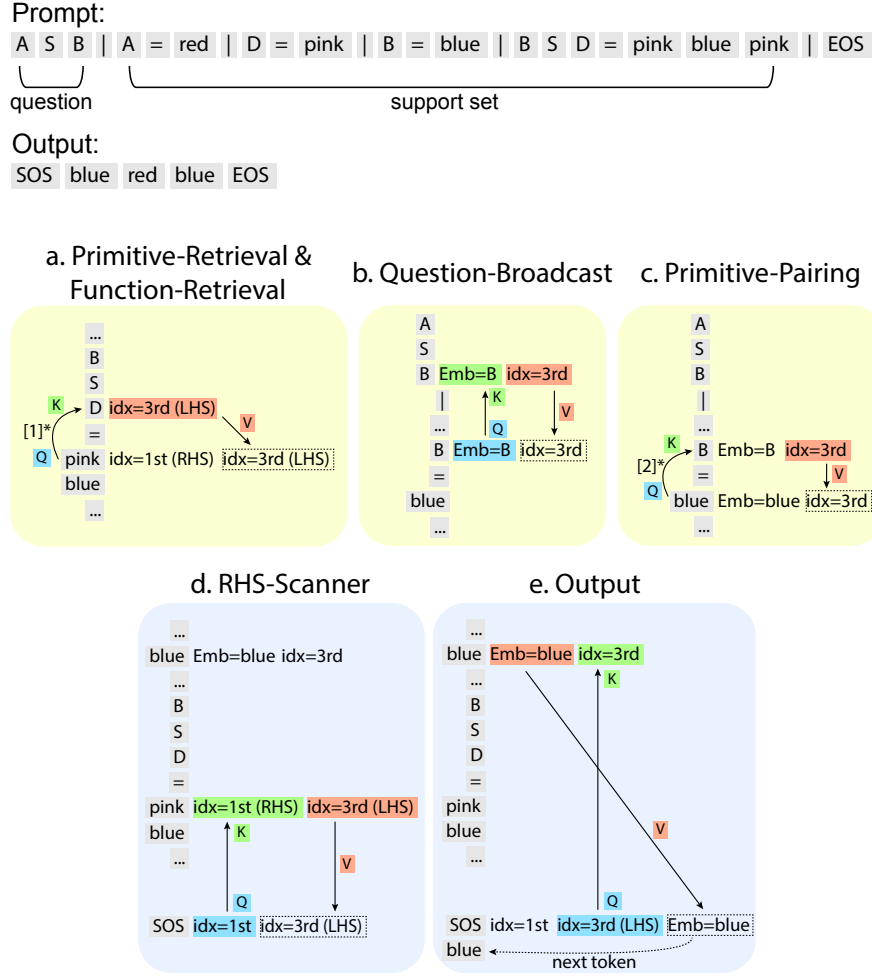 Prompt:
A S B | A = red | D = pink | B = blue | B S D = pink blue pink | EOS
question
support set
Output:
SOS blue red blue EOS
a. Primitive-Retrieval &
Function-Retrieval
...
B
S
K D idx=3rd (LHS)
[1]* = V
Q pink idx=1st (RHS) idx=3rd (LHS)
blue
...
b. Question-Broadcast
A
S
B Emb=B idx=3rd
| K
... Q V
B Emb=B idx=3rd
=
blue
...
c. Primitive-Pairing
A
S
B
|
...
K B Emb=B idx=3rd
[2]* = V
Q blue Emb=blue idx=3rd
...
d. RHS-Scanner
...
blue Emb=blue idx=3rd
...
B
S
D
=
pink idx=1st (RHS) idx=3rd (LHS)
blue K
... V
Q
SOS idx=1st idx=3rd (LHS)
e. Output
...
blue Emb=blue idx=3rd
... K
B
S
D
=
pink
blue V
...
Q
SOS idx=1st idx=3rd (LHS) Emb=blue
blue
next token